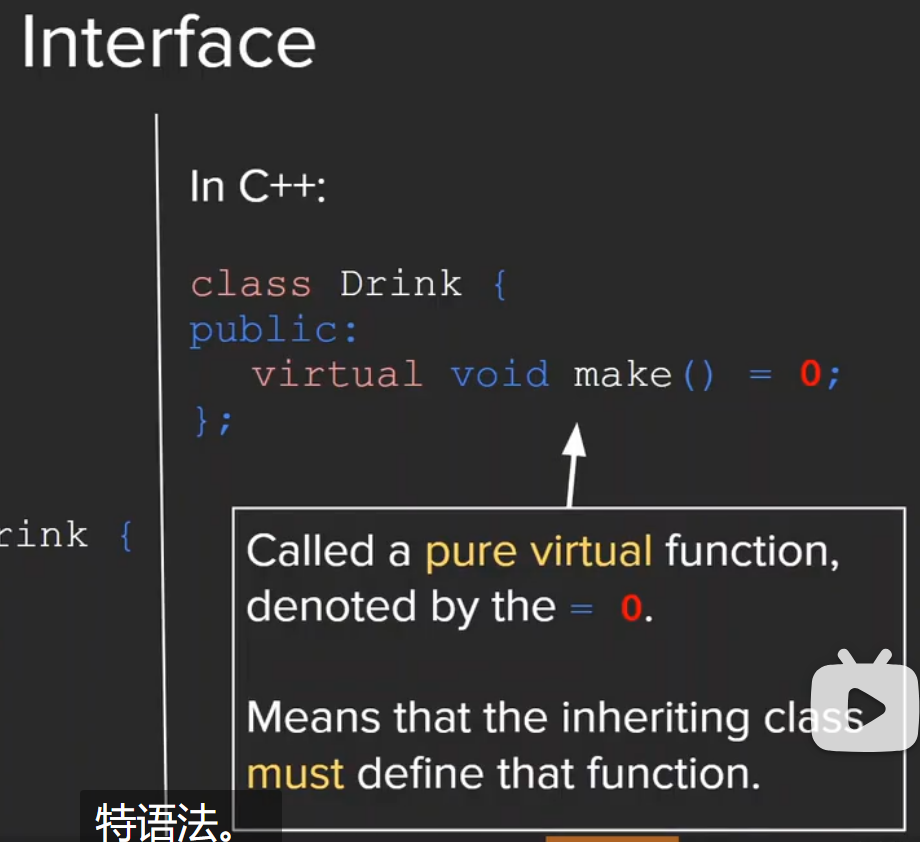 Interface
In C++:
class Drink {
public:
virtual void make() = 0;
};
rink {
Called a pure virtual function,
denoted by the = 0.
Means that the inheriting class
must define that function.
特语法。